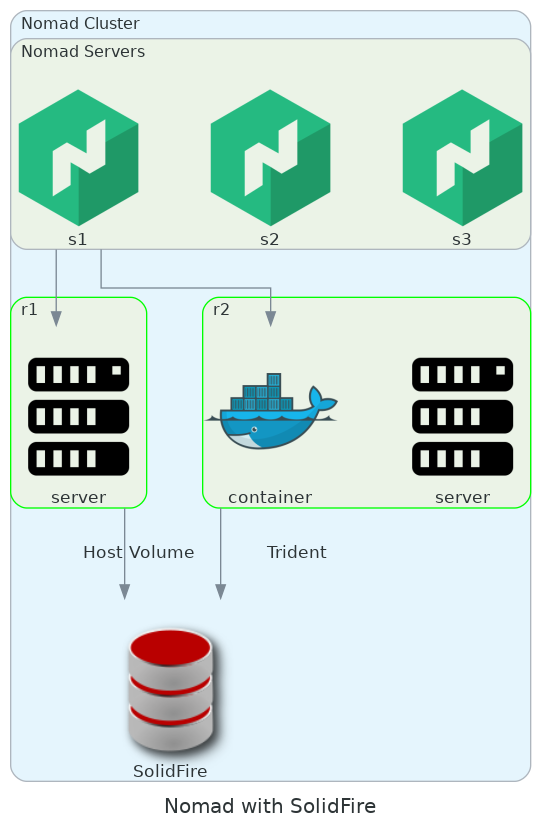 Nomad Cluster
Nomad Servers
s1
s2
s3
r1
r2
server
container
server
Host Volume
Trident
SolidFire
Nomad with SolidFire